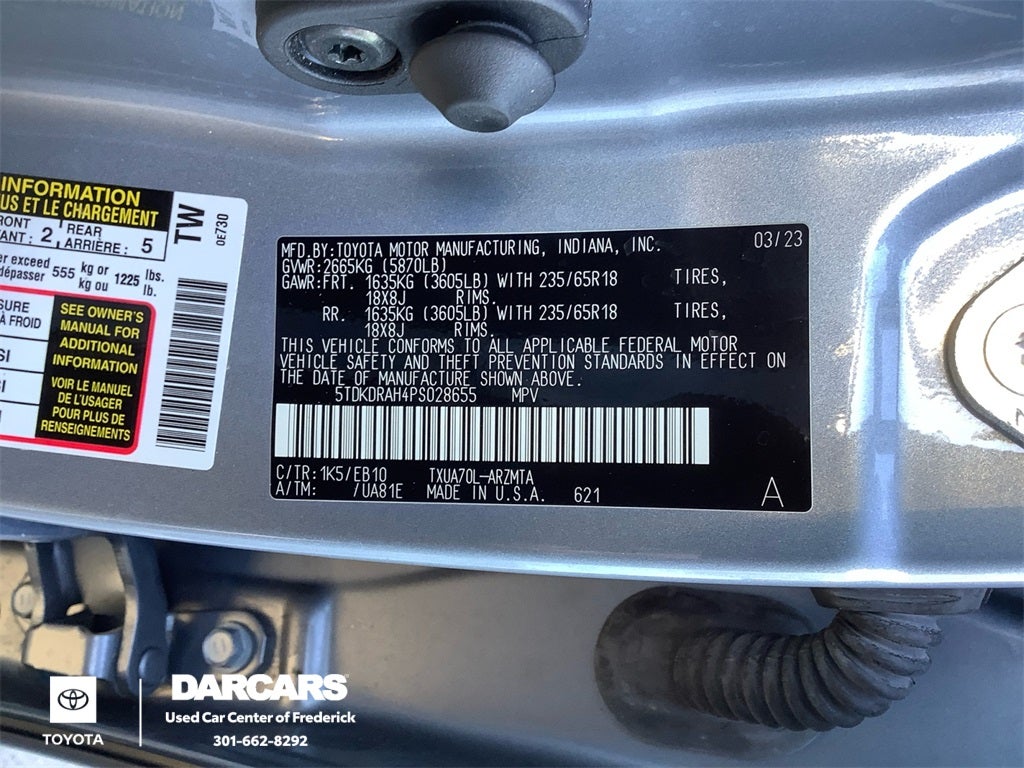 INFORMATION
US ET LE CHARGEMENT
RONT 2 REAR 5
ANT : ARRIÈRE :
er exceed 555 kg or 1225 lbs.
dépasser kg ou lb.
SURE
À FROID
SI
SI
SEE OWNER'S
MANUAL FOR
ADDITIONAL
INFORMATION
VOIR LE MANUEL
DE L'USAGER
POUR PLUS DE
RENSEIGNEMENTS
TW
0E730
MFD.BY:TOYOTA MOTOR MANUFACTURING, INDIANA, INC. 03/23
GVWR:2665KG (5870LB)
GAWR:FRT. 1635KG (3605LB) WITH 235/65R18 TIRES,
18X8J RIMS.
RR. 1635KG (3605LB) WITH 235/65R18 TIRES,
18X8J RIMS.
THIS VEHICLE CONFORMS TO ALL APPLICABLE FEDERAL MOTOR
VEHICLE SAFETY AND THEFT PREVENTION STANDARDS IN EFFECT ON
THE DATE OF MANUFACTURE SHOWN ABOVE.
5TDKDRAH4PS028655 MPV
C/TR:1K5/EB10 TXUA70L-ARZMTA
A/TM: /UA81E MADE IN U.S.A. 621
A
TOYOTA
DARCARS
Used Car Center of Frederick
301-662-8292